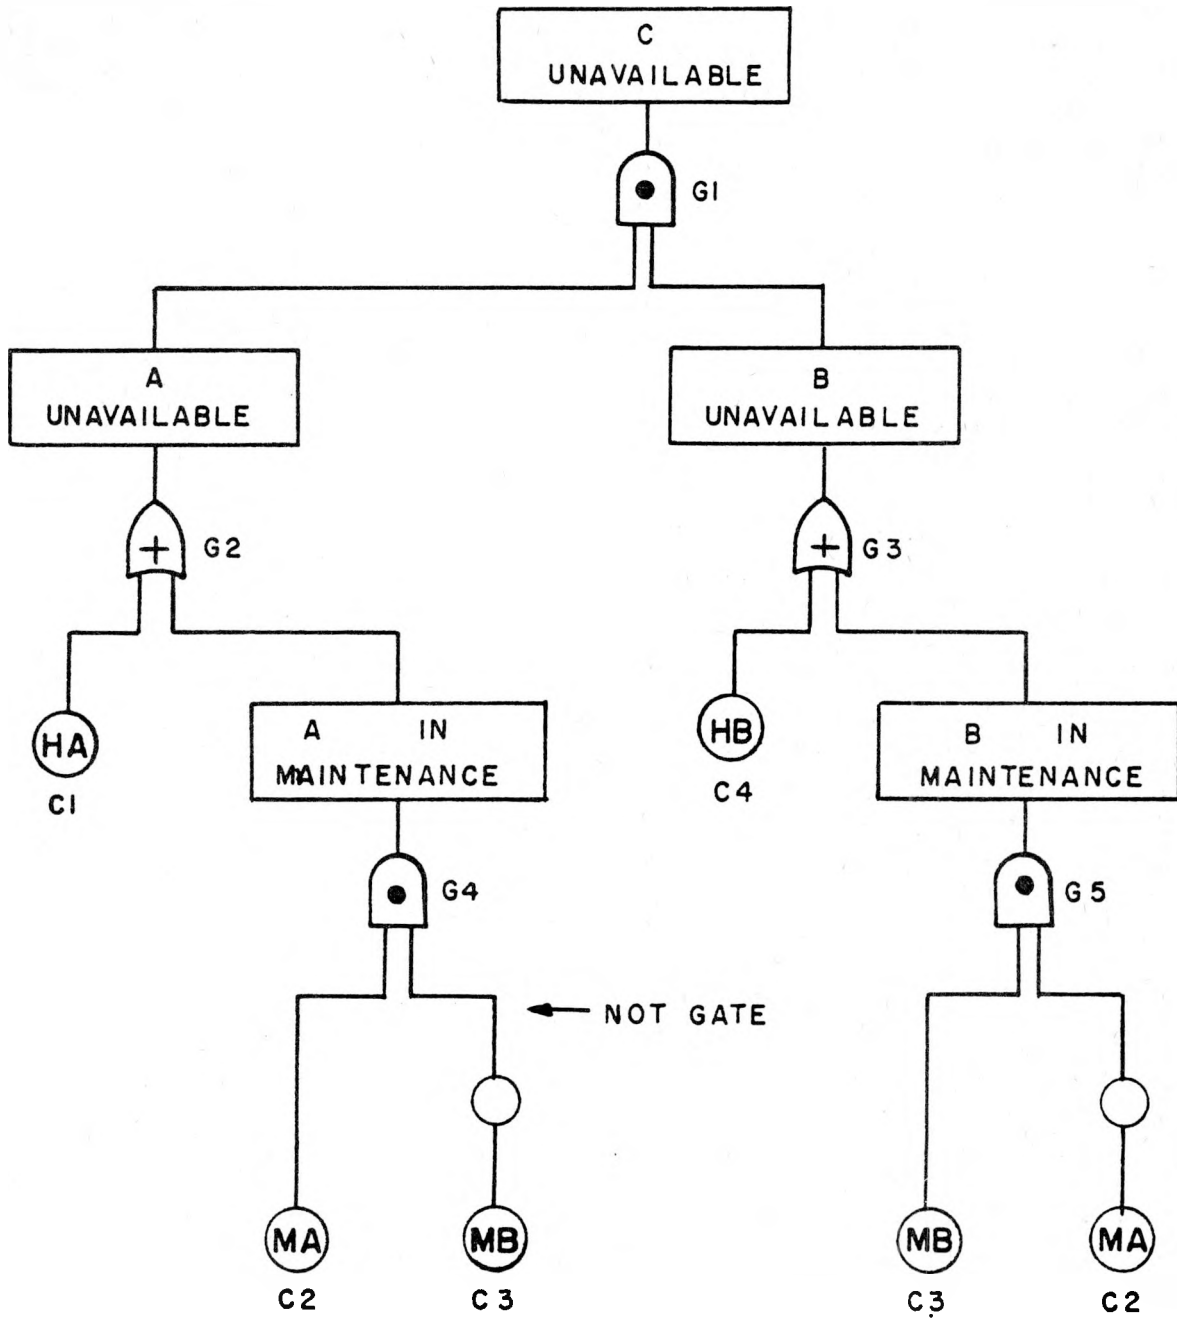 C
UNAVAILABLE
G1
A
UNAVAILABLE
B
UNAVAILABLE
+
G2
+
G3
HA
C1
A IN
MAINTENANCE
HB
C4
B IN
MAINTENANCE
G4
G5
NOT GATE
MA
MB
MB
MA
C2
C3
C3
C2